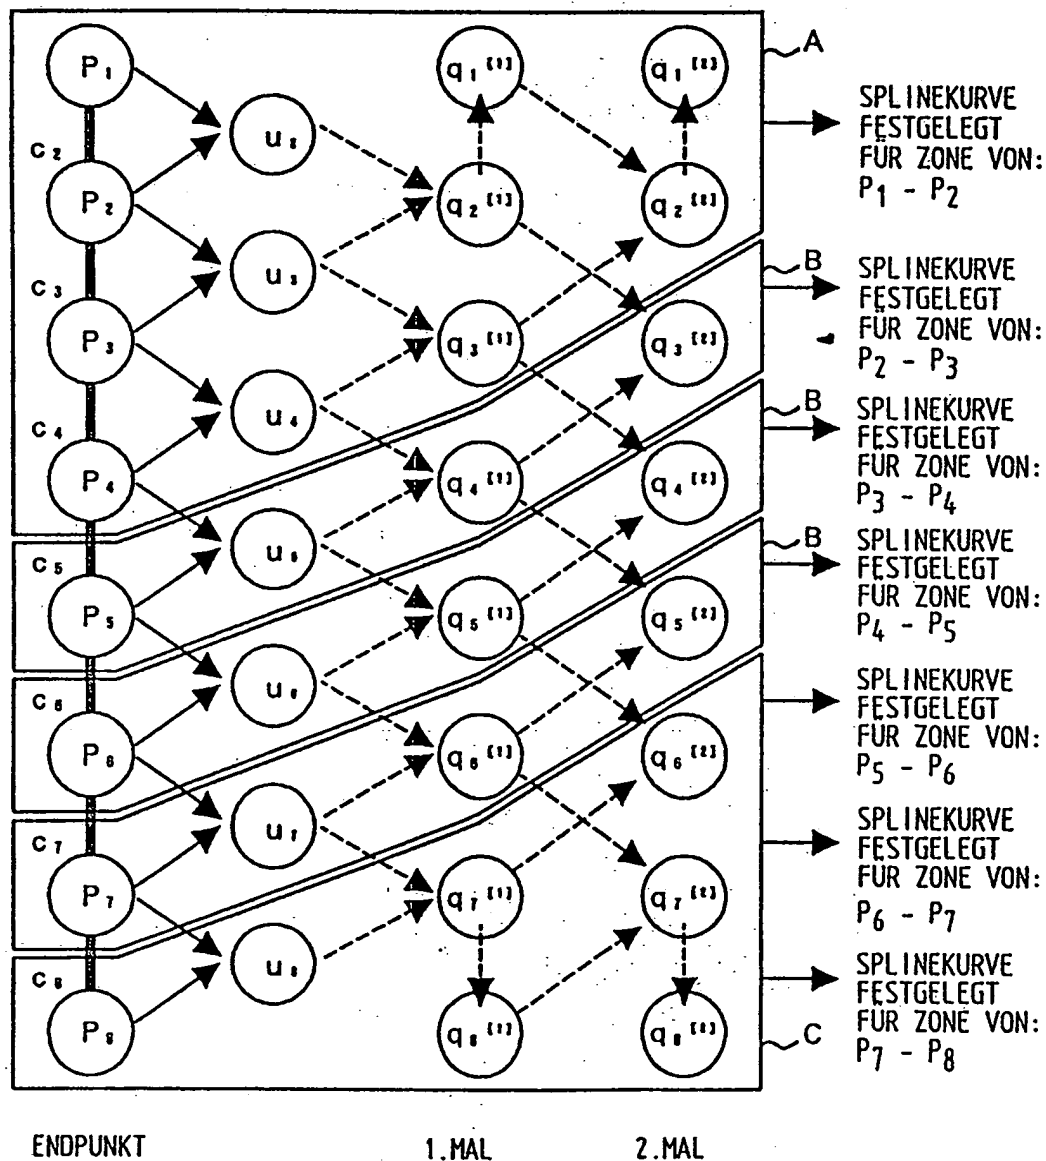 P₁
q₁[1]
q₁[2]
A
SPLINEKURVE
FESTGELEGT
FÜR ZONE VON:
P₁ - P₂
C₂
u₂
P₂
q₂[1]
q₂[2]
B
SPLINEKURVE
FESTGELEGT
FÜR ZONE VON:
P₂ - P₃
C₃
u₃
P₃
q₃[1]
q₃[2]
B
SPLINEKURVE
FESTGELEGT
FÜR ZONE VON:
P₃ - P₄
C₄
u₄
P₄
q₄[1]
q₄[2]
B
SPLINEKURVE
FESTGELEGT
FÜR ZONE VON:
P₄ - P₅
C₅
u₅
P₅
q₅[1]
q₅[2]
SPLINEKURVE
FESTGELEGT
FÜR ZONE VON:
P₅ - P₆
C₆
u₆
P₆
q₆[1]
q₆[2]
SPLINEKURVE
FESTGELEGT
FÜR ZONE VON:
P₆ - P₇
C₇
u₇
P₇
q₇[1]
q₇[2]
SPLINEKURVE
FESTGELEGT
FÜR ZONE VON:
P₇ - P₈
C₈
u₈
P₈
q₈[1]
q₈[2]
C
ENDPUNKT
1.MAL
2.MAL